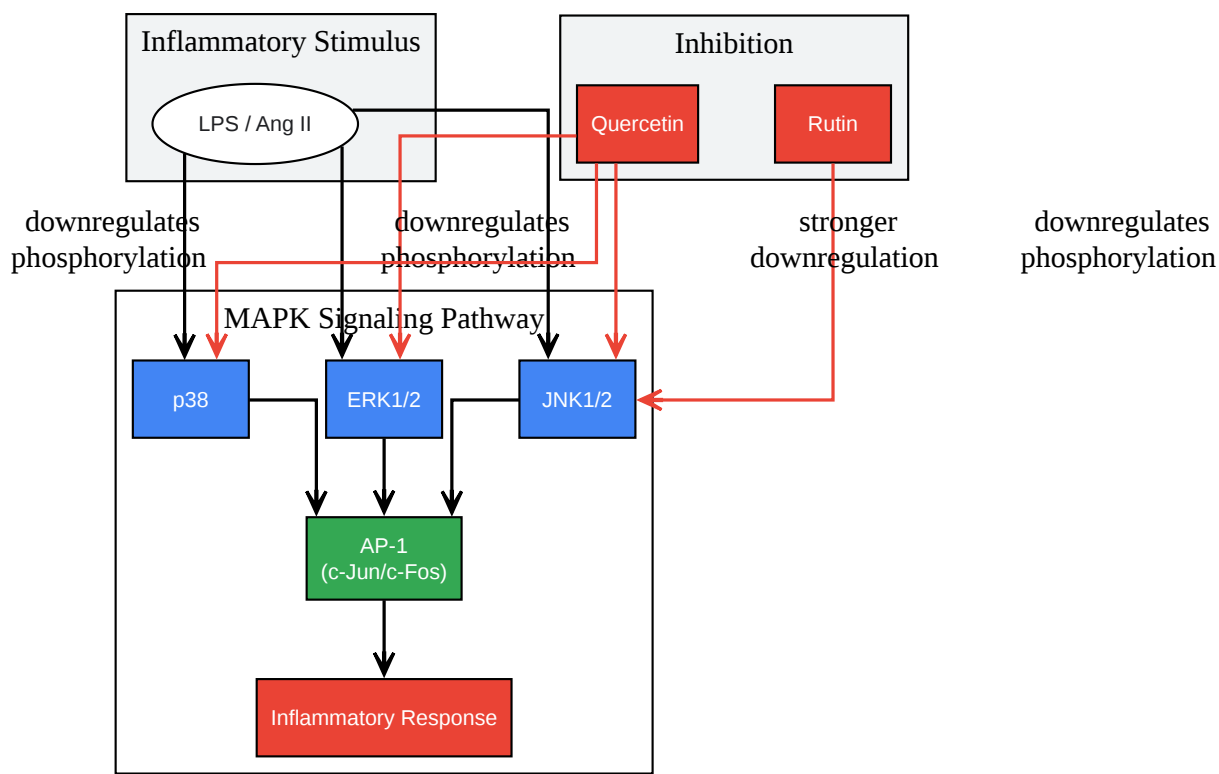 Inflammatory Stimulus
Inhibition
LPS / Ang II
Quercetin
Rutin
downregulates
phosphorylation
downregulates
phosphorylation
stronger
downregulation
downregulates
phosphorylation
MAPK Signaling Pathway
p38
ERK1/2
JNK1/2
AP-1
(c-Jun/c-Fos)
Inflammatory Response